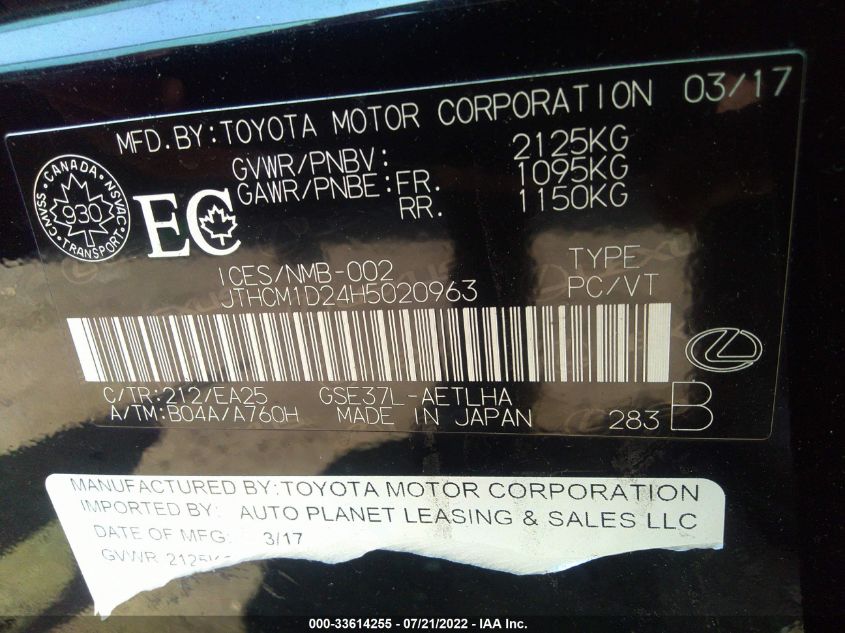 MFD.BY:TOYOTA MOTOR CORPORATION 03/17
GVWR/PNBV: 2125KG
GAWR/PNBE:FR. 1095KG
RR. 1150KG
CANADA
CMVSS NSVAC
930
TRANSPORT
EC
ICES/NMB-002 TYPE
JTHCM1D24H5020963 PC/VT
C/TR:212/EA25 GSE37L-AETLHA
A/TM:B04A/A760H MADE IN JAPAN 283 B
MANUFACTURED BY:TOYOTA MOTOR CORPORATION
IMPORTED BY: AUTO PLANET LEASING & SALES LLC
DATE OF MFG: 3/17
GVWR 2125K
000-33614255 - 07/21/2022 - IAA Inc.